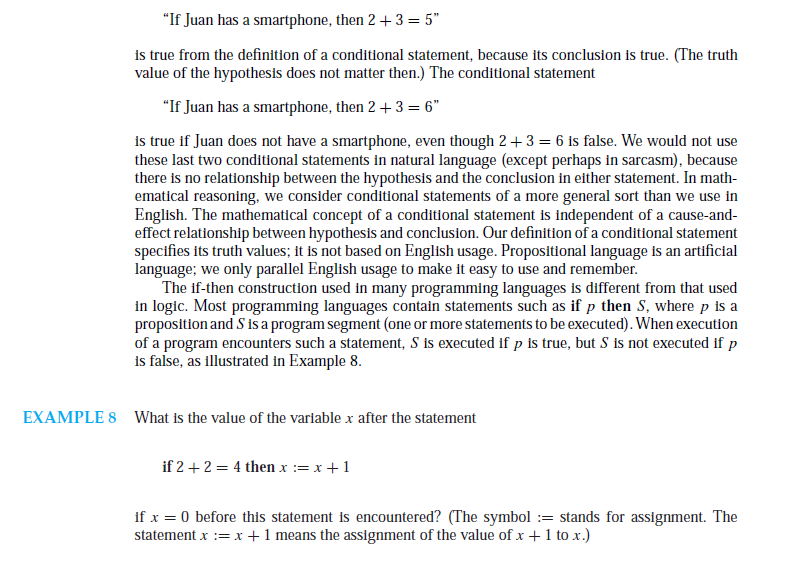 “If Juan has a smartphone, then 2 + 3 = 5”
is true from the definition of a conditional statement, because its conclusion is true. (The truth
value of the hypothesis does not matter then.) The conditional statement
“If Juan has a smartphone, then 2 + 3 = 6”
is true if Juan does not have a smartphone, even though 2 + 3 = 6 is false. We would not use
these last two conditional statements in natural language (except perhaps in sarcasm), because
there is no relationship between the hypothesis and the conclusion in either statement. In math-
ematical reasoning, we consider conditional statements of a more general sort than we use in
English. The mathematical concept of a conditional statement is independent of a cause-and-
effect relationship between hypothesis and conclusion. Our definition of a conditional statement
specifies its truth values; it is not based on English usage. Propositional language is an artificial
language; we only parallel English usage to make it easy to use and remember.
The if-then construction used in many programming languages is different from that used
in logic. Most programming languages contain statements such as if p then S, where p is a
proposition and S is a program segment (one or more statements to be executed). When execution
of a program encounters such a statement, S is executed if p is true, but S is not executed if p
is false, as illustrated in Example 8.
EXAMPLE 8 What is the value of the variable x after the statement
if 2 + 2 = 4 then x := x + 1
if x = 0 before this statement is encountered? (The symbol := stands for assignment. The
statement x := x + 1 means the assignment of the value of x + 1 to x.)